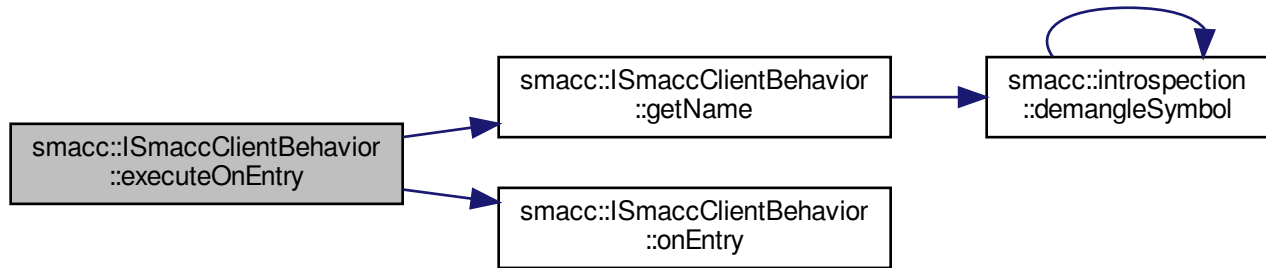 smacc::ISmaccClientBehavior
::executeOnEntry
smacc::ISmaccClientBehavior
::getName
smacc::introspection
::demangleSymbol
smacc::ISmaccClientBehavior
::onEntry